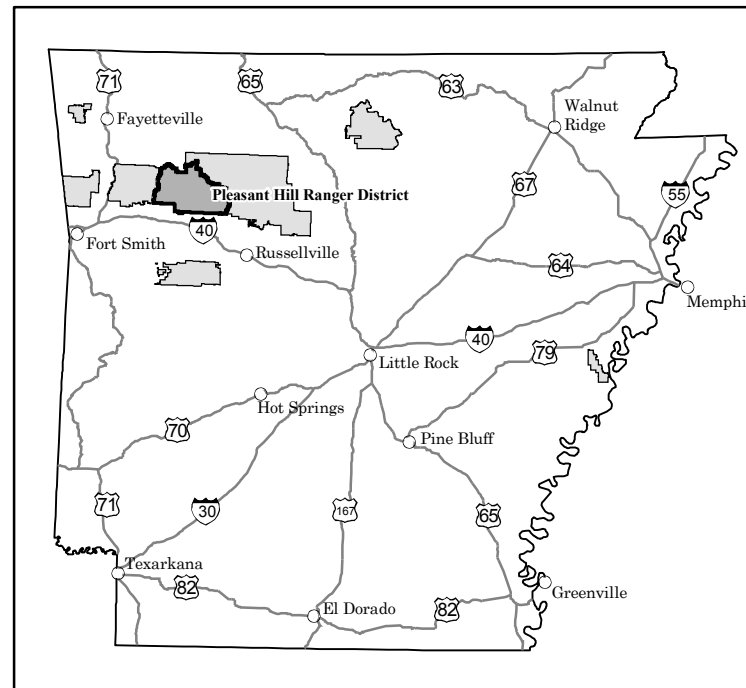 71
65
63
Fayetteville
Walnut
Ridge
67
55
Pleasant Hill Ranger District
40
Fort Smith
Russellville
64
Memphi
40
79
Little Rock
Hot Springs
70
Pine Bluff
71
30
167
65
Texarkana
82
El Dorado
82
Greenville